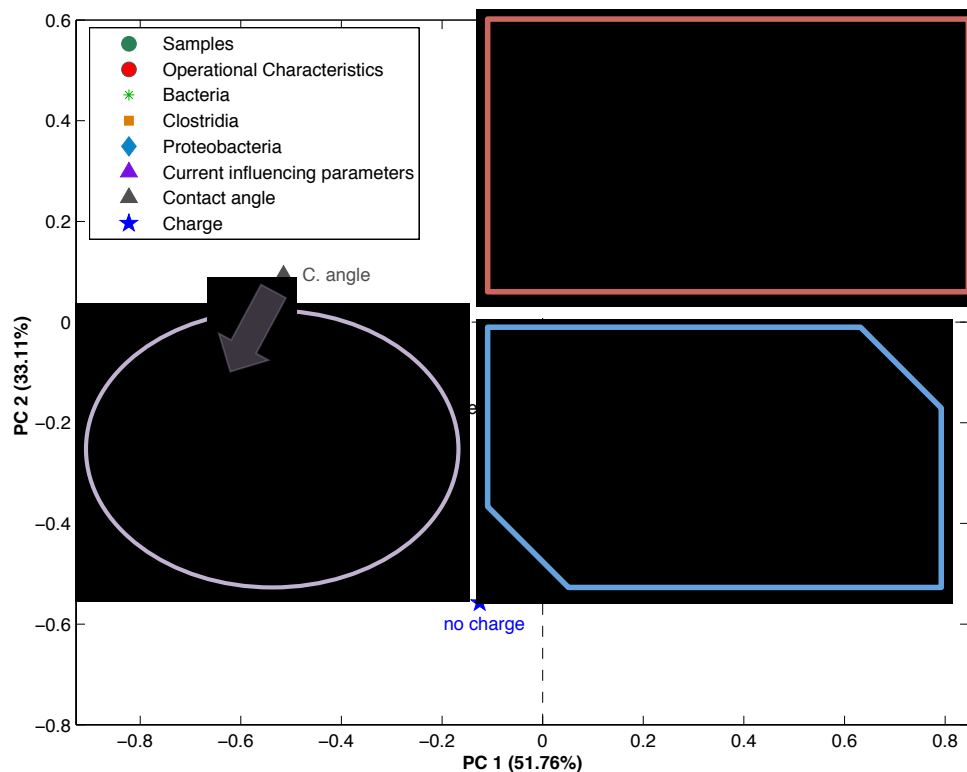 0.6
0.4
0.2
0
−0.2
−0.4
−0.6
−0.8
PC 2 (33.11%)
Samples
Operational Characteristics
Bacteria
Clostridia
Proteobacteria
Current influencing parameters
Contact angle
Charge
C. angle
e
no charge
−0.8
−0.6
−0.4
−0.2
0
0.2
0.4
0.6
0.8
PC 1 (51.76%)